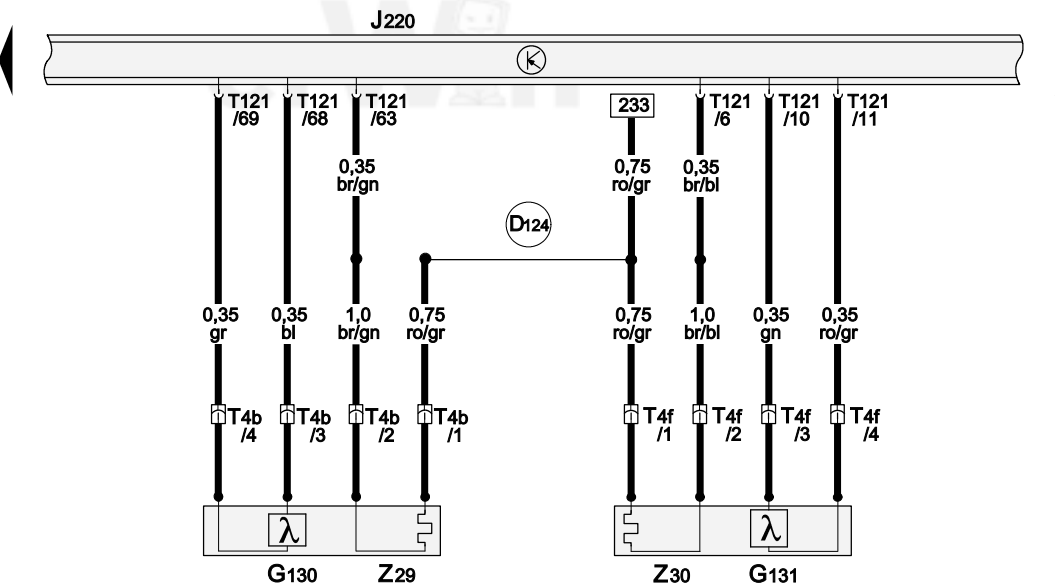 J220
T121
/69
T121
/68
T121
/63
233
T121
/6
T121
/10
T121
/11
0,35
br/gn
0,75
ro/gr
0,35
br/bl
D124
0,35
gr
0,35
bl
1,0
br/gn
0,75
ro/gr
0,75
ro/gr
1,0
br/bl
0,35
gn
0,35
ro/gr
T4b
/4
T4b
/3
T4b
/2
T4b
/1
T4f
/1
T4f
/2
T4f
/3
T4f
/4
λ
λ
G130
Z29
Z30
G131